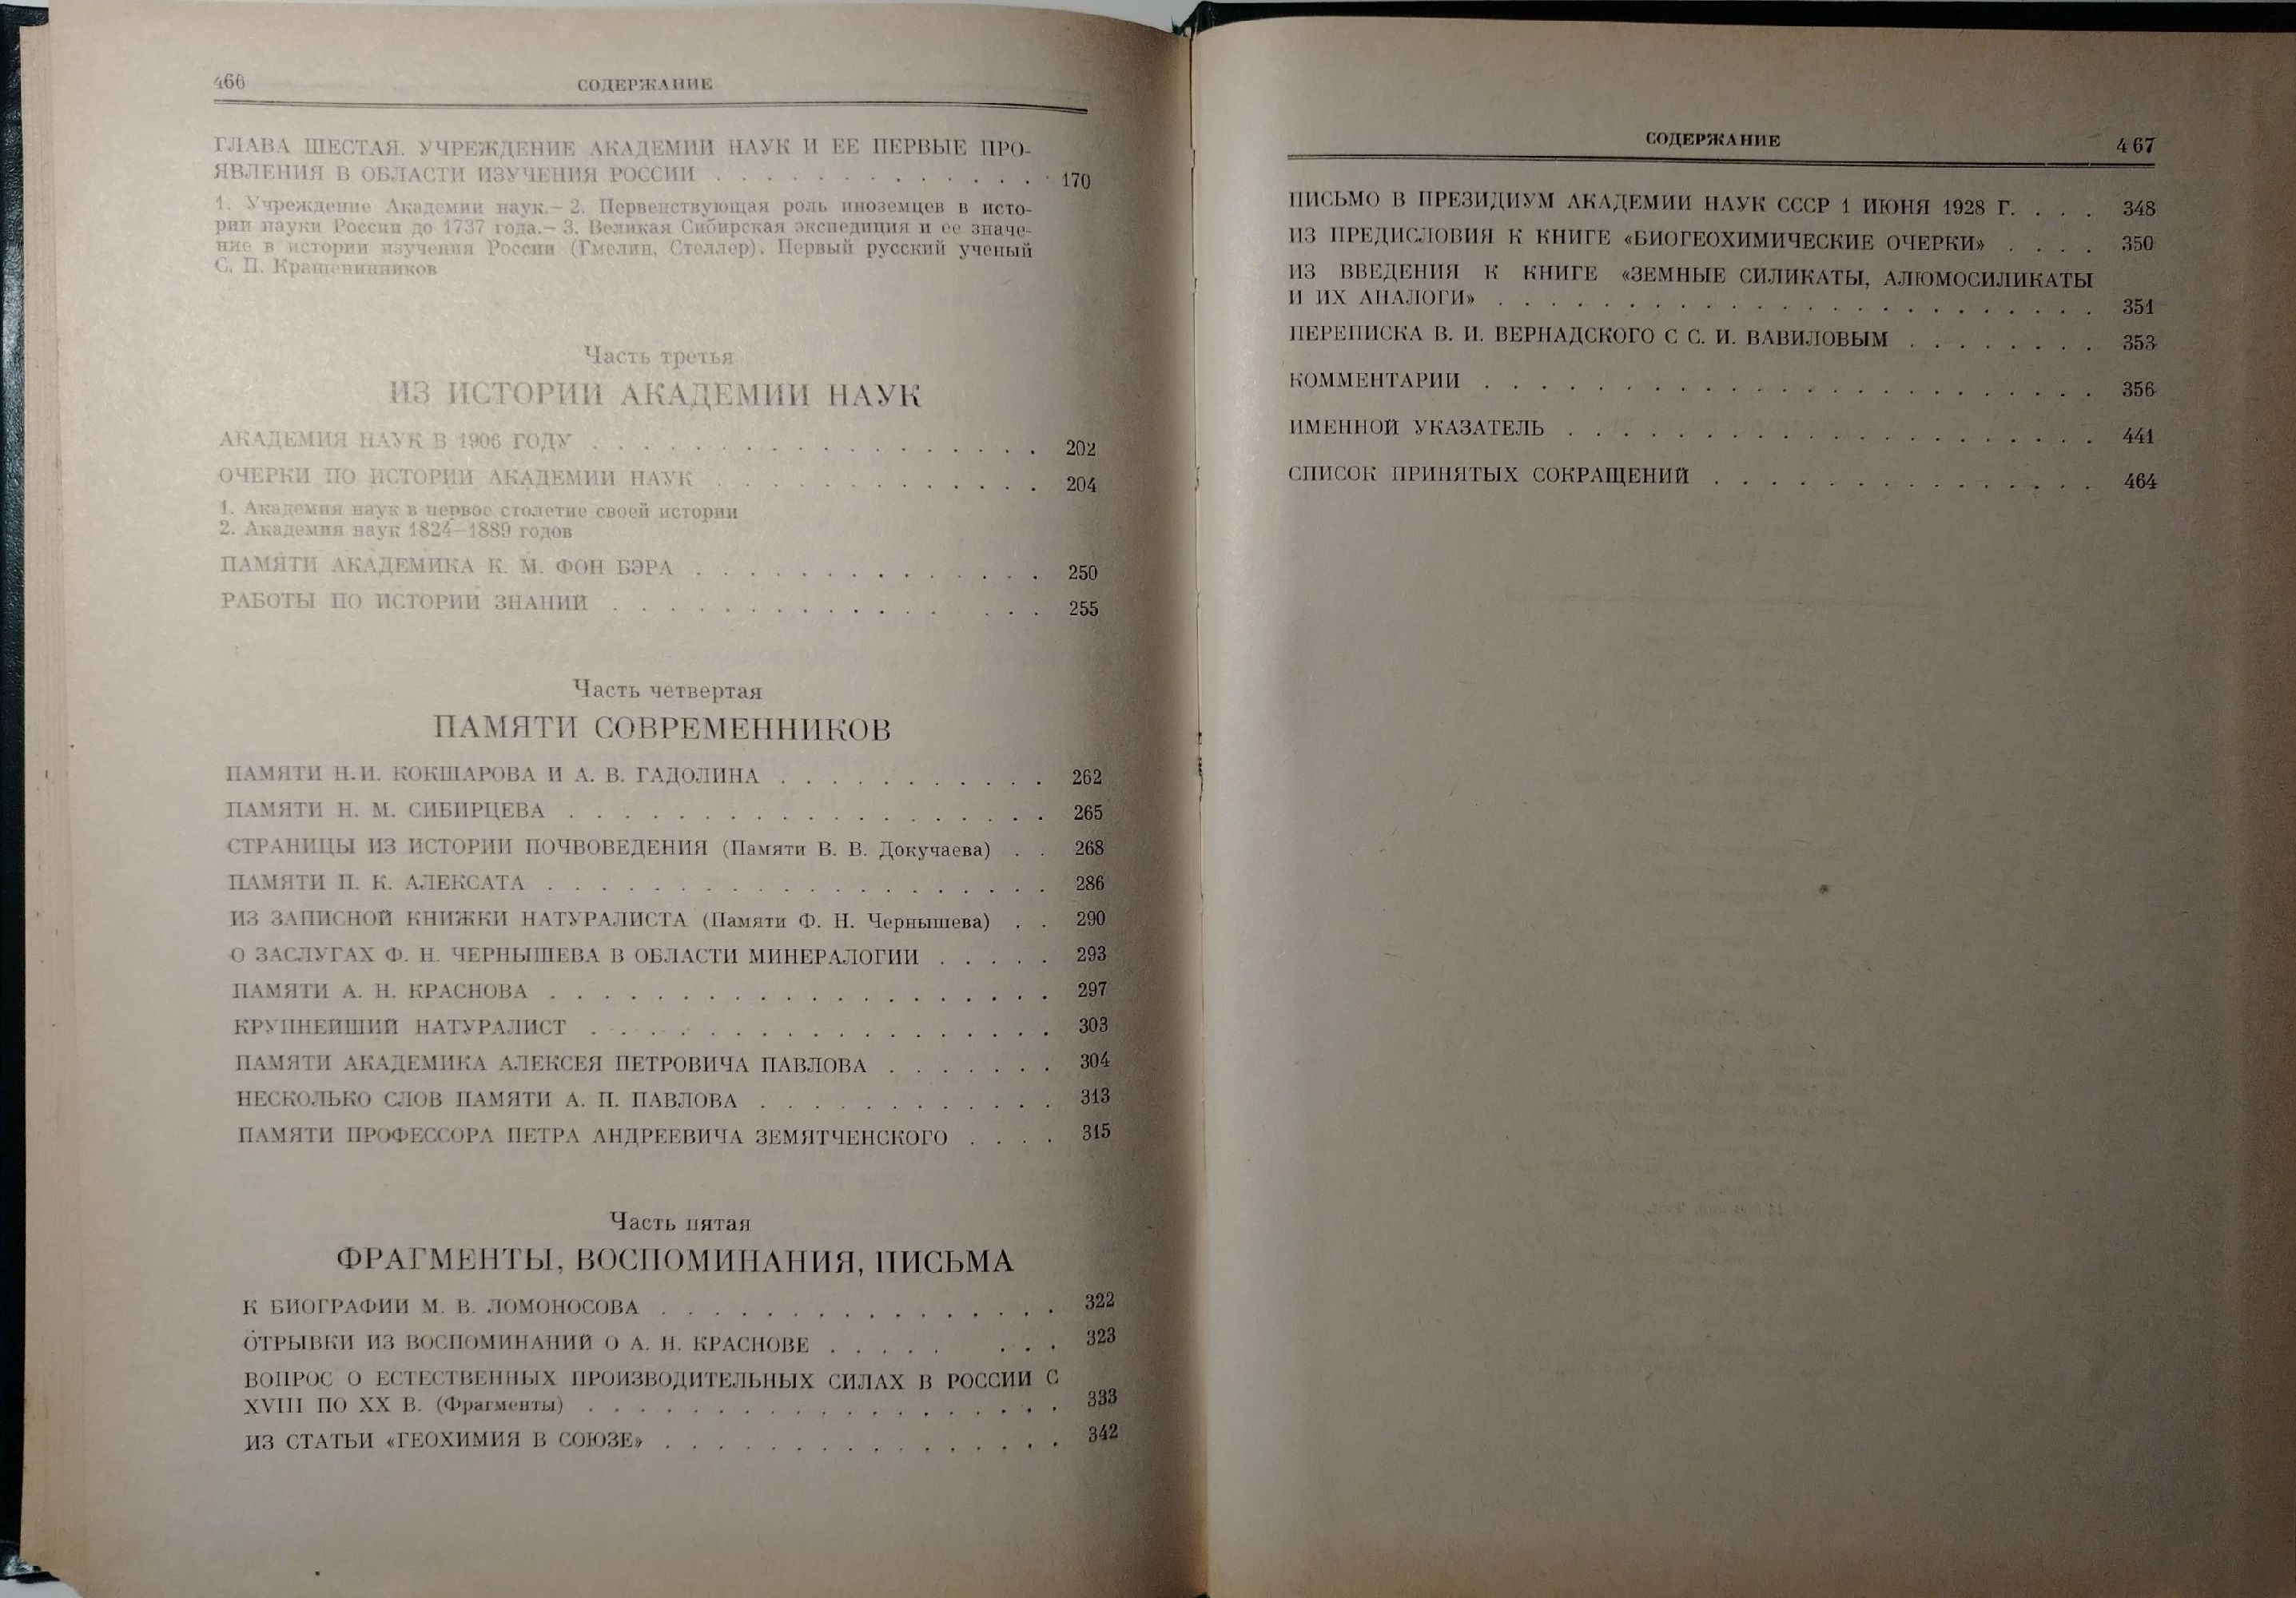 466 СОДЕРЖАНИЕ
ГЛАВА ШЕСТАЯ. УЧРЕЖДЕНИЕ АКАДЕМИИ НАУК И ЕЕ ПЕРВЫЕ ПРО-
ЯВЛЕНИЯ В ОБЛАСТИ ИЗУЧЕНИЯ РОССИИ . . . . . . . . . . . . . 170
1. Учреждение Академии наук.— 2. Первенствующая роль иноземцев в исто-
рии науки России до 1737 года.— 3. Великая Сибирская экспедиция и ее значе-
ние в истории изучения России (Гмелин, Стеллер). Первый русский ученый
С. П. Крашенинников
Часть третья
ИЗ ИСТОРИИ АКАДЕМИИ НАУК
АКАДЕМИЯ НАУК В 1906 ГОДУ . . . . . . . . . . . . . . . . . 202
ОЧЕРКИ ПО ИСТОРИИ АКАДЕМИИ НАУК . . . . . . . . . . . . . 204
1. Академия наук в первое столетие своей истории
2. Академия наук 1824—1889 годов
ПАМЯТИ АКАДЕМИКА К. М. ФОН БЭРА . . . . . . . . . . . . . . 250
РАБОТЫ ПО ИСТОРИИ ЗНАНИЙ . . . . . . . . . . . . . . . 255
Часть четвертая
ПАМЯТИ СОВРЕМЕННИКОВ
ПАМЯТИ Н.И. КОКШАРОВА И А. В. ГАДОЛИНА . . . . . . . . . . . 262
ПАМЯТИ Н. М. СИБИРЦЕВА . . . . . . . . . . . . . . . . . . 265
СТРАНИЦЫ ИЗ ИСТОРИИ ПОЧВОВЕДЕНИЯ (Памяти В. В. Докучаева) . . 268
ПАМЯТИ П. К. АЛЕКСАТА . . . . . . . . . . . . . . . . . . . 286
ИЗ ЗАПИСНОЙ КНИЖКИ НАТУРАЛИСТА (Памяти Ф. Н. Чернышева) . . 290
О ЗАСЛУГАХ Ф. Н. ЧЕРНЫШЕВА В ОБЛАСТИ МИНЕРАЛОГИИ . . . . . 293
ПАМЯТИ А. Н. КРАСНОВА . . . . . . . . . . . . . . . . . . . 297
КРУПНЕЙШИЙ НАТУРАЛИСТ . . . . . . . . . . . . . . . . . . 303
ПАМЯТИ АКАДЕМИКА АЛЕКСЕЯ ПЕТРОВИЧА ПАВЛОВА . . . . . . . 304
НЕСКОЛЬКО СЛОВ ПАМЯТИ А. П. ПАВЛОВА . . . . . . . . . . . . 313
ПАМЯТИ ПРОФЕССОРА ПЕТРА АНДРЕЕВИЧА ЗЕМЯТЧЕНСКОГО . . . . 315
Часть пятая
ФРАГМЕНТЫ, ВОСПОМИНАНИЯ, ПИСЬМА
К БИОГРАФИИ М. В. ЛОМОНОСОВА . . . . . . . . . . . . . . . 322
ОТРЫВКИ ИЗ ВОСПОМИНАНИЙ О А. Н. КРАСНОВЕ . . . . . . . . 323
ВОПРОС О ЕСТЕСТВЕННЫХ ПРОИЗВОДИТЕЛЬНЫХ СИЛАХ В РОССИИ С
XVIII ПО XX В. (Фрагменты) . . . . . . . . . . . . . . . . . . 333
ИЗ СТАТЬИ «ГЕОХИМИЯ В СОЮЗЕ» . . . . . . . . . . . . . . . 342
СОДЕРЖАНИЕ 467
ПИСЬМО В ПРЕЗИДИУМ АКАДЕМИИ НАУК СССР 1 ИЮНЯ 1928 Г. . . . 348
ИЗ ПРЕДИСЛОВИЯ К КНИГЕ «БИОГЕОХИМИЧЕСКИЕ ОЧЕРКИ» . . . . 350
ИЗ ВВЕДЕНИЯ К КНИГЕ «ЗЕМНЫЕ СИЛИКАТЫ, АЛЮМОСИЛИКАТЫ
И ИХ АНАЛОГИ» . . . . . . . . . . . . . . . . . . . . . . . 351
ПЕРЕПИСКА В. И. ВЕРНАДСКОГО С С. И. ВАВИЛОВЫМ . . . . . . . . 353
КОММЕНТАРИИ . . . . . . . . . . . . . . . . . . . . . . . 356
ИМЕННОЙ УКАЗАТЕЛЬ . . . . . . . . . . . . . . . . . . . . 441
СПИСОК ПРИНЯТЫХ СОКРАЩЕНИЙ . . . . . . . . . . . . . . . 464